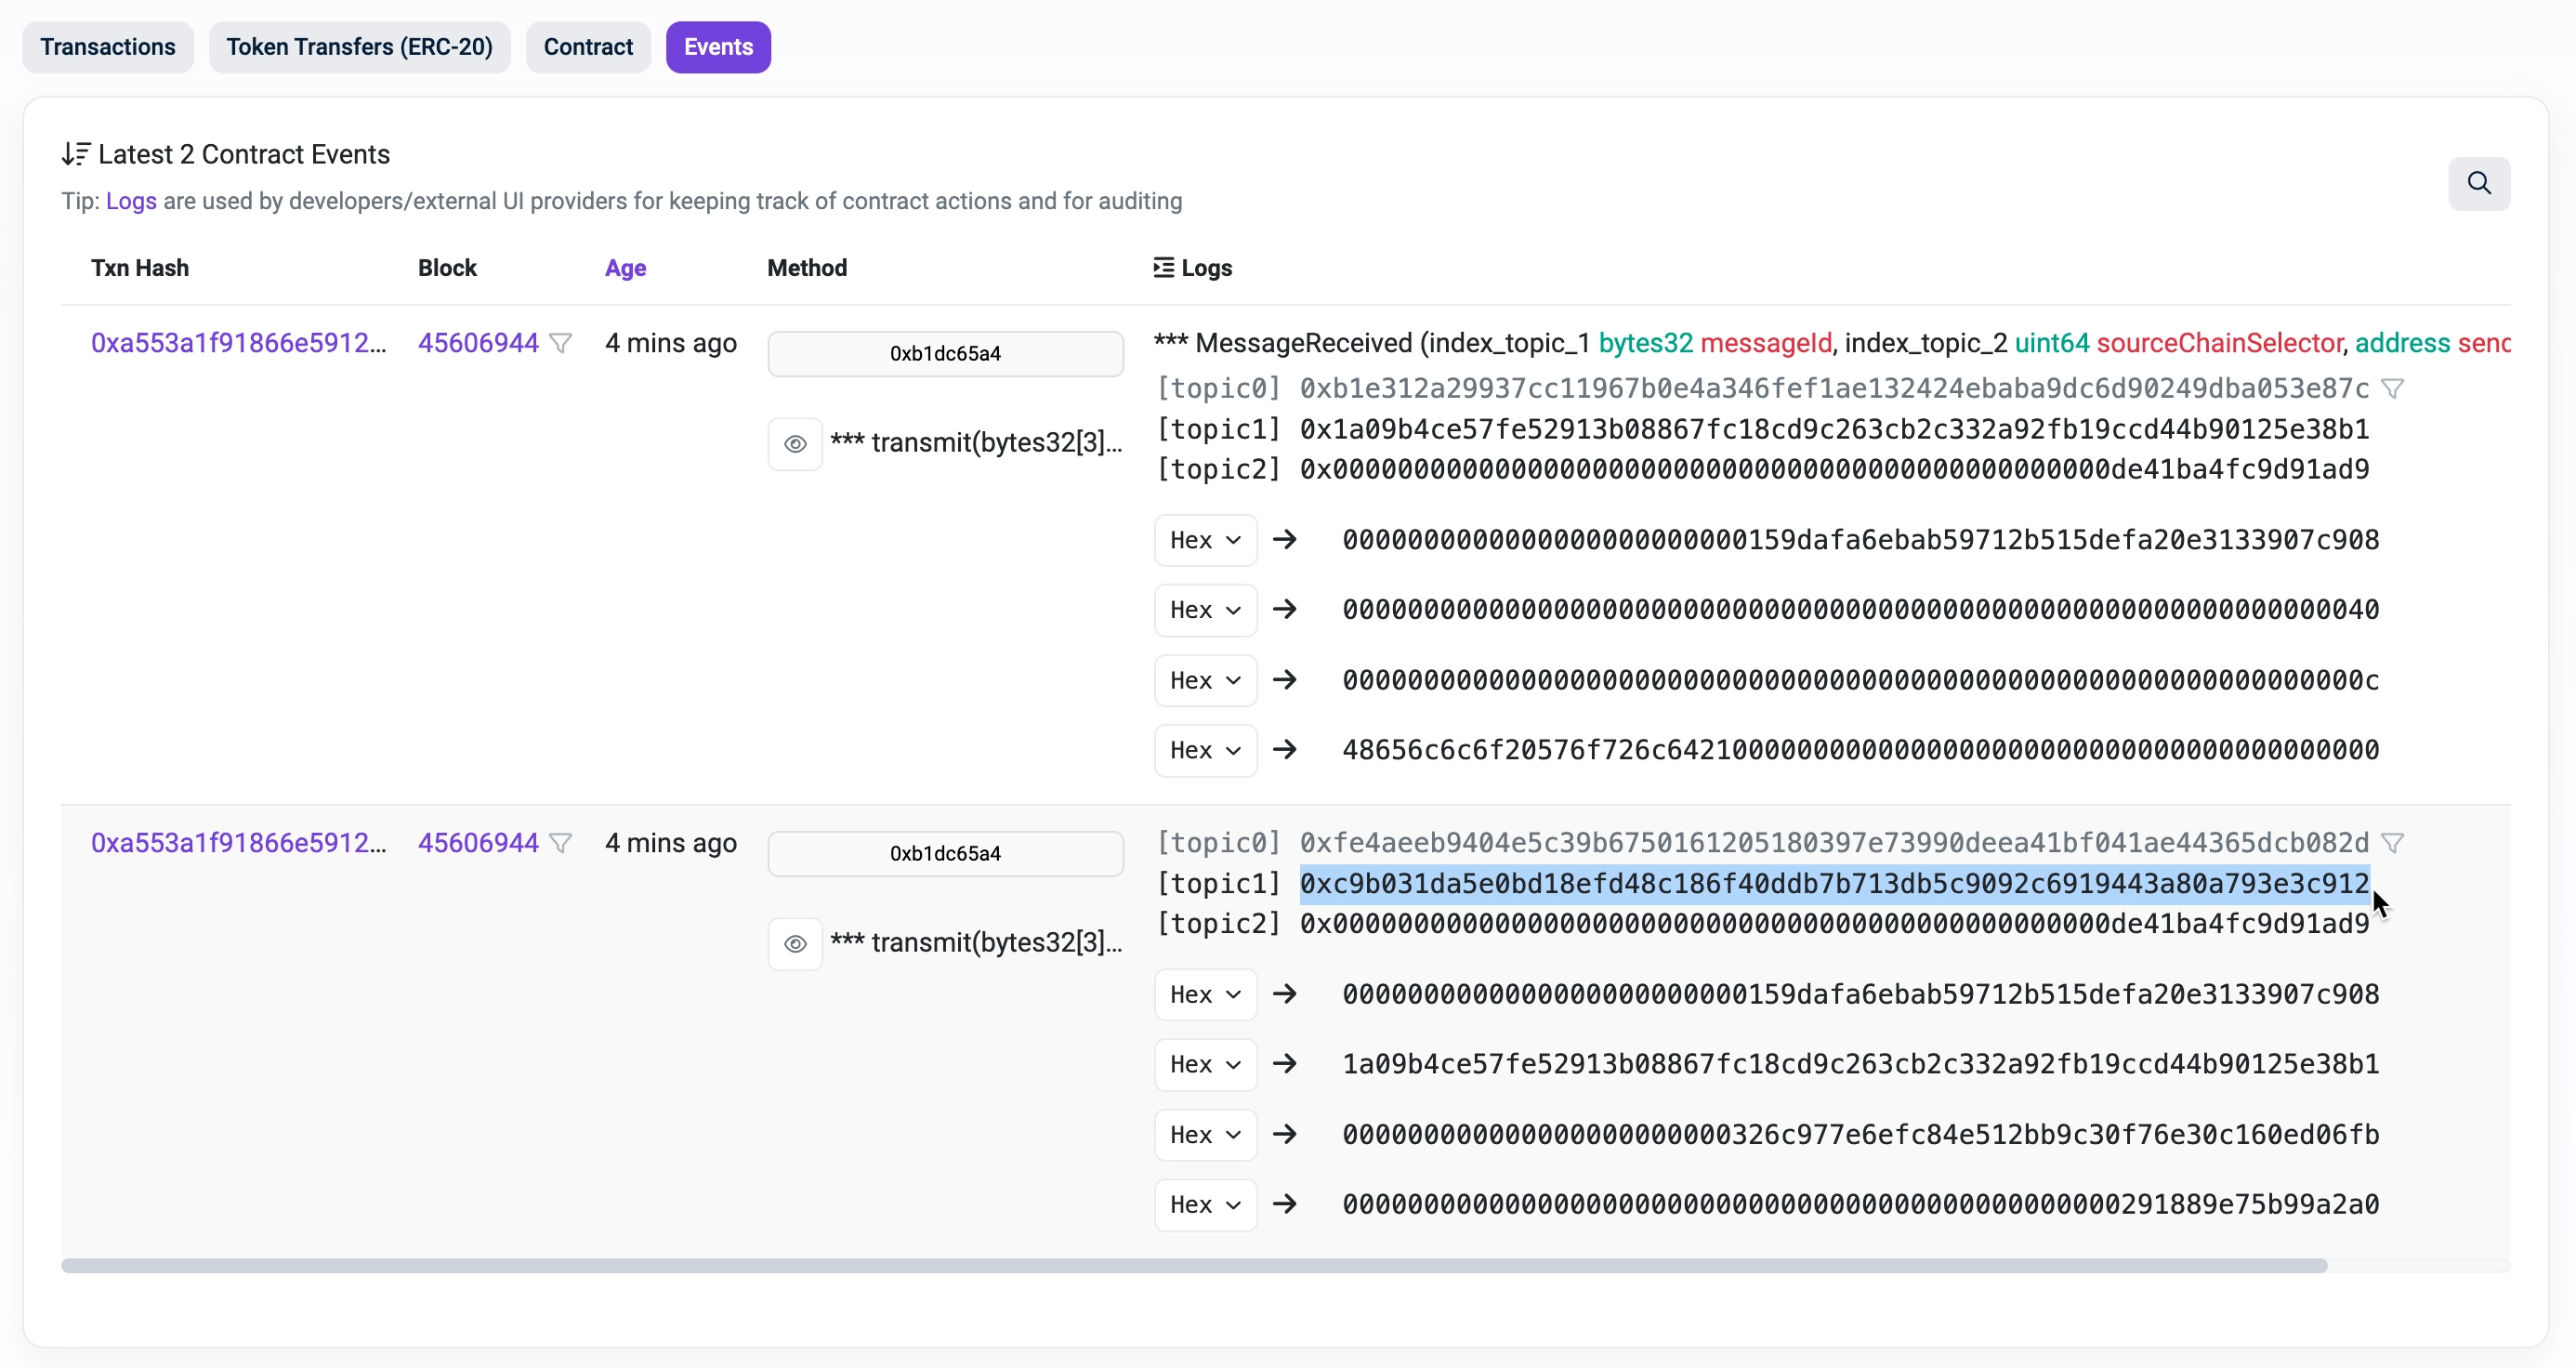 Transactions Token Transfers (ERC-20) Contract Events
Latest 2 Contract Events
Tip: Logs are used by developers/external UI providers for keeping track of contract actions and for auditing
Txn Hash Block Age Method Logs
0xa553a1f91866e5912... 45606944 4 mins ago 0xb1dc65a4 *** MessageReceived (index_topic_1 bytes32 messageId, index_topic_2 uint64 sourceChainSelector, address senc
[topic0] 0xb1e312a29937cc11967b0e4a346fef1ae132424ebaba9dc6d90249dba053e87c
*** transmit(bytes32[3]... [topic1] 0x1a09b4ce57fe52913b08867fc18cd9c263cb2c332a92fb19ccd44b90125e38b1
[topic2] 0x000000000000000000000000000000000000000000000000de41ba4fc9d91ad9
Hex 000000000000000000000000159dafa6ebab59712b515defa20e3133907c908
Hex 0000000000000000000000000000000000000000000000000000000000000040
Hex 000000000000000000000000000000000000000000000000000000000000000c
Hex 48656c6c6f20576f726c64210000000000000000000000000000000000000000
0xa553a1f91866e5912... 45606944 4 mins ago 0xb1dc65a4 [topic0] 0xfe4aeeb9404e5c39b6750161205180397e73990deea41bf041ae44365dcb082d
[topic1] 0xc9b031da5e0bd18efd48c186f40ddb7b713db5c9092c6919443a80a793e3c912
*** transmit(bytes32[3]... [topic2] 0x000000000000000000000000000000000000000000000000de41ba4fc9d91ad9
Hex 000000000000000000000000159dafa6ebab59712b515defa20e3133907c908
Hex 1a09b4ce57fe52913b08867fc18cd9c263cb2c332a92fb19ccd44b90125e38b1
Hex 000000000000000000000000326c977e6efc84e512bb9c30f76e30c160ed06fb
Hex 000000000000000000000000000000000000000000000000291889e75b99a2a0